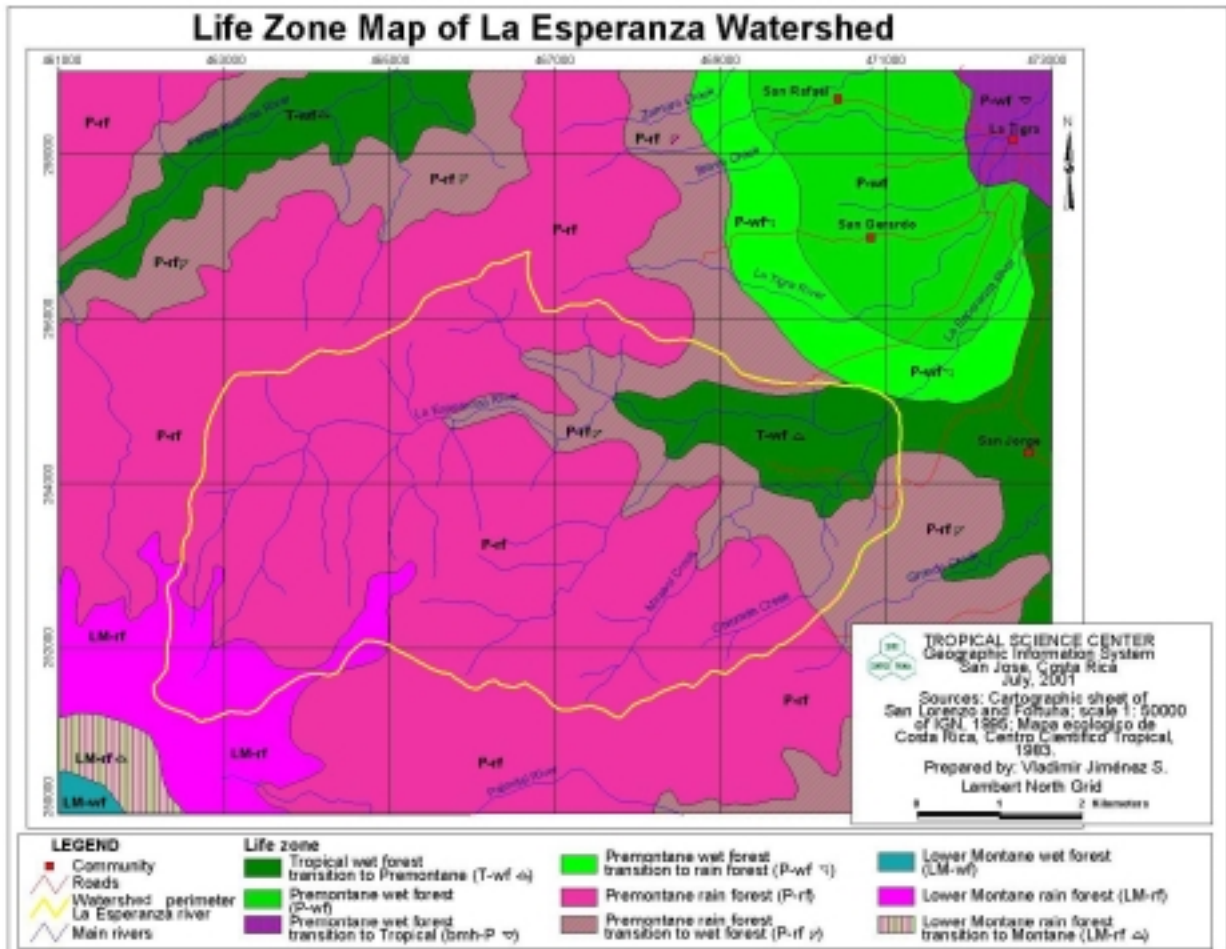 Life Zone Map of La Esperanza Watershed
461000 463000 465000 467000 469000 471000 473000
P-rf
T-wf
San Rafael
P-wf
La Tigra
N
P-rf
P-rf
P-wf
P-wf
San Gerardo
P-rf
P-rf
La Tigra River
La Esperanza River
P-wf
P-rf
La Esperanza River
P-rf
T-wf
San Jorge
P-rf
P-rf
Grande Creek
LM-rf
LM-rf
P-rf
P-rf
LM-rf
LM-wf
TROPICAL SCIENCE CENTER
Geographic Information System
San Jose, Costa Rica
July, 2001
Sources: Cartographic sheet of
San Lorenzo and Fortuna; scale 1: 50000
of IGN, 1995; Mapa ecologico de
Costa Rica, Centro Cientifico Tropical,
1983.
Prepared by: Vladimir Jiménez S.
Lambert North Grid
0 1 2 Kilometers
LEGEND
Community
Roads
Watershed perimeter
La Esperanza river
Main rivers
Life zone
Tropical wet forest
transition to Premontane (T-wf)
Premontane wet forest
(P-wf)
Premontane wet forest
transition to Tropical (bmh-P)
Premontane wet forest
transition to rain forest (P-wf)
Premontane rain forest (P-rf)
Premontane rain forest
transition to wet forest (P-rf)
Lower Montane wet forest
(LM-wf)
Lower Montane rain forest (LM-rf)
Lower Montane rain forest
transition to Montane (LM-rf)